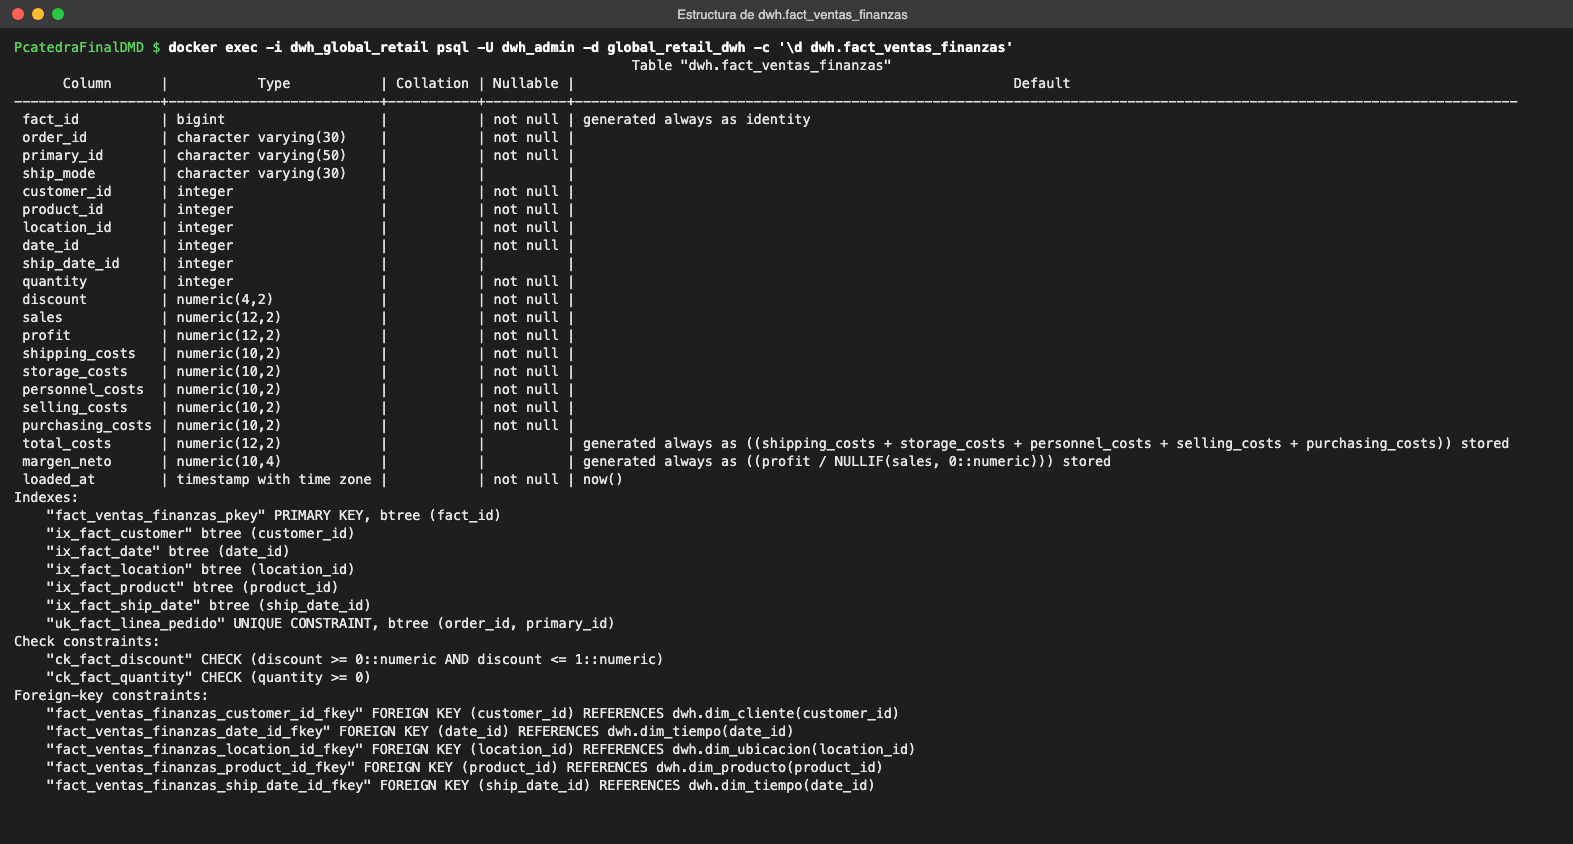 Estructura de dwh.fact_ventas_finanzas
PcatedraFinalDMD $ docker exec -i dwh_global_retail psql -U dwh_admin -d global_retail_dwh -c '\d dwh.fact_ventas_finanzas'
Table "dwh.fact_ventas_finanzas"
Column | Type | Collation | Nullable | Default
------------------+--------------------------+-----------+----------+--------------------------------------------------------------------------------------------------------------------
fact_id | bigint | | not null | generated always as identity
order_id | character varying(30) | | not null |
primary_id | character varying(50) | | not null |
ship_mode | character varying(30) | | |
customer_id | integer | | not null |
product_id | integer | | not null |
location_id | integer | | not null |
date_id | integer | | not null |
ship_date_id | integer | | |
quantity | integer | | not null |
discount | numeric(4,2) | | not null |
sales | numeric(12,2) | | not null |
profit | numeric(12,2) | | not null |
shipping_costs | numeric(10,2) | | not null |
storage_costs | numeric(10,2) | | not null |
personnel_costs | numeric(10,2) | | not null |
selling_costs | numeric(10,2) | | not null |
purchasing_costs | numeric(10,2) | | not null |
total_costs | numeric(12,2) | | | generated always as ((shipping_costs + storage_costs + personnel_costs + selling_costs + purchasing_costs)) stored
margen_neto | numeric(10,4) | | | generated always as ((profit / NULLIF(sales, 0::numeric))) stored
loaded_at | timestamp with time zone | | not null | now()
Indexes:
"fact_ventas_finanzas_pkey" PRIMARY KEY, btree (fact_id)
"ix_fact_customer" btree (customer_id)
"ix_fact_date" btree (date_id)
"ix_fact_location" btree (location_id)
"ix_fact_product" btree (product_id)
"ix_fact_ship_date" btree (ship_date_id)
"uk_fact_linea_pedido" UNIQUE CONSTRAINT, btree (order_id, primary_id)
Check constraints:
"ck_fact_discount" CHECK (discount >= 0::numeric AND discount <= 1::numeric)
"ck_fact_quantity" CHECK (quantity >= 0)
Foreign-key constraints:
"fact_ventas_finanzas_customer_id_fkey" FOREIGN KEY (customer_id) REFERENCES dwh.dim_cliente(customer_id)
"fact_ventas_finanzas_date_id_fkey" FOREIGN KEY (date_id) REFERENCES dwh.dim_tiempo(date_id)
"fact_ventas_finanzas_location_id_fkey" FOREIGN KEY (location_id) REFERENCES dwh.dim_ubicacion(location_id)
"fact_ventas_finanzas_product_id_fkey" FOREIGN KEY (product_id) REFERENCES dwh.dim_producto(product_id)
"fact_ventas_finanzas_ship_date_id_fkey" FOREIGN KEY (ship_date_id) REFERENCES dwh.dim_tiempo(date_id)